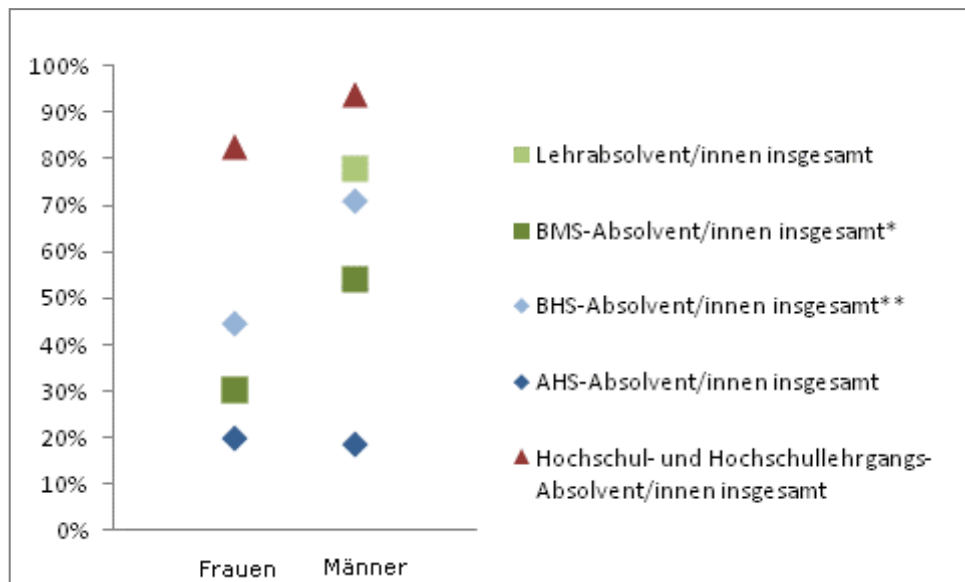 100%
90%
80%
70%
60%
50%
40%
30%
20%
10%
0%
Frauen
Männer
Lehrabsolvent/innen insgesamt
BMS-Absolvent/innen insgesamt*
BHS-Absolvent/innen insgesamt**
AHS-Absolvent/innen insgesamt
Hochschul- und Hochschullehrgangs-
Absolvent/innen insgesamt